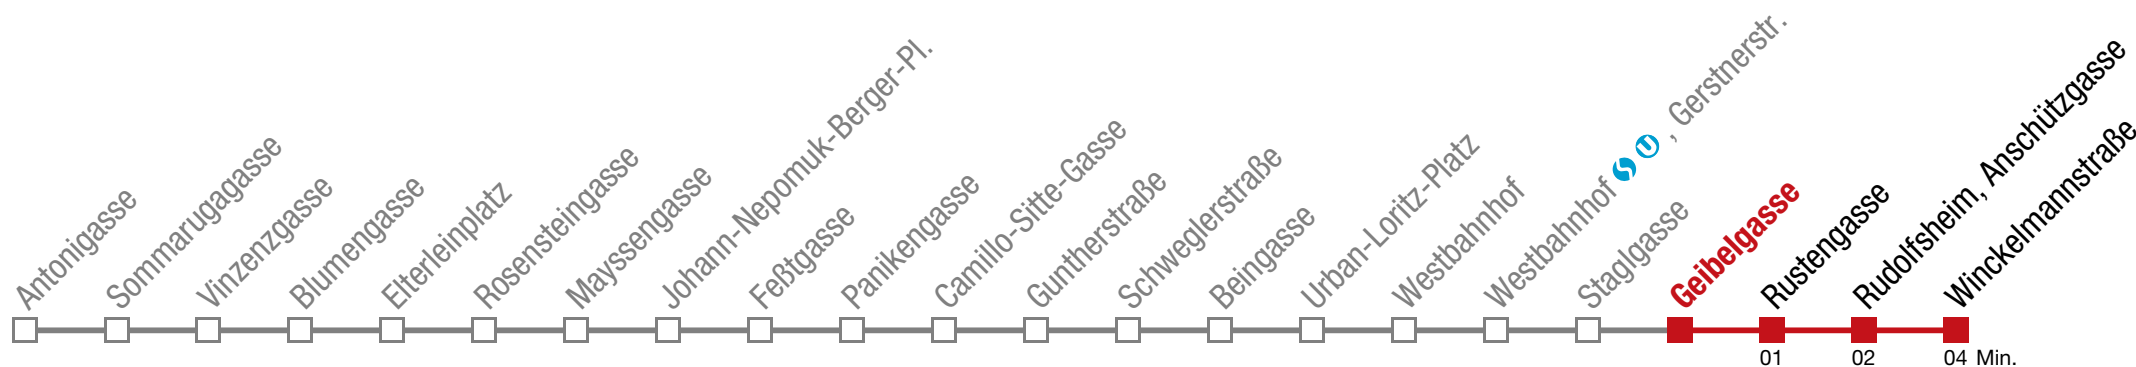 Antonigasse
Sommarugagasse
Vinzenzgasse
Blumengasse
Elterleinplatz
Rosensteingasse
Mayssengasse
Johann-Nepomuk-Berger-Pl.
Feßtgasse
Panikengasse
Camillo-Sitte-Gasse
Guntherstraße
Schweglerstraße
Beingasse
Urban-Loritz-Platz
Westbahnhof
Westbahnhof S U , Gerstnerstr.
Staglgasse
Geibelgasse
Rustengasse
Rudolfsheim, Anschützgasse
Winckelmannstraße
01 02 04 Min.